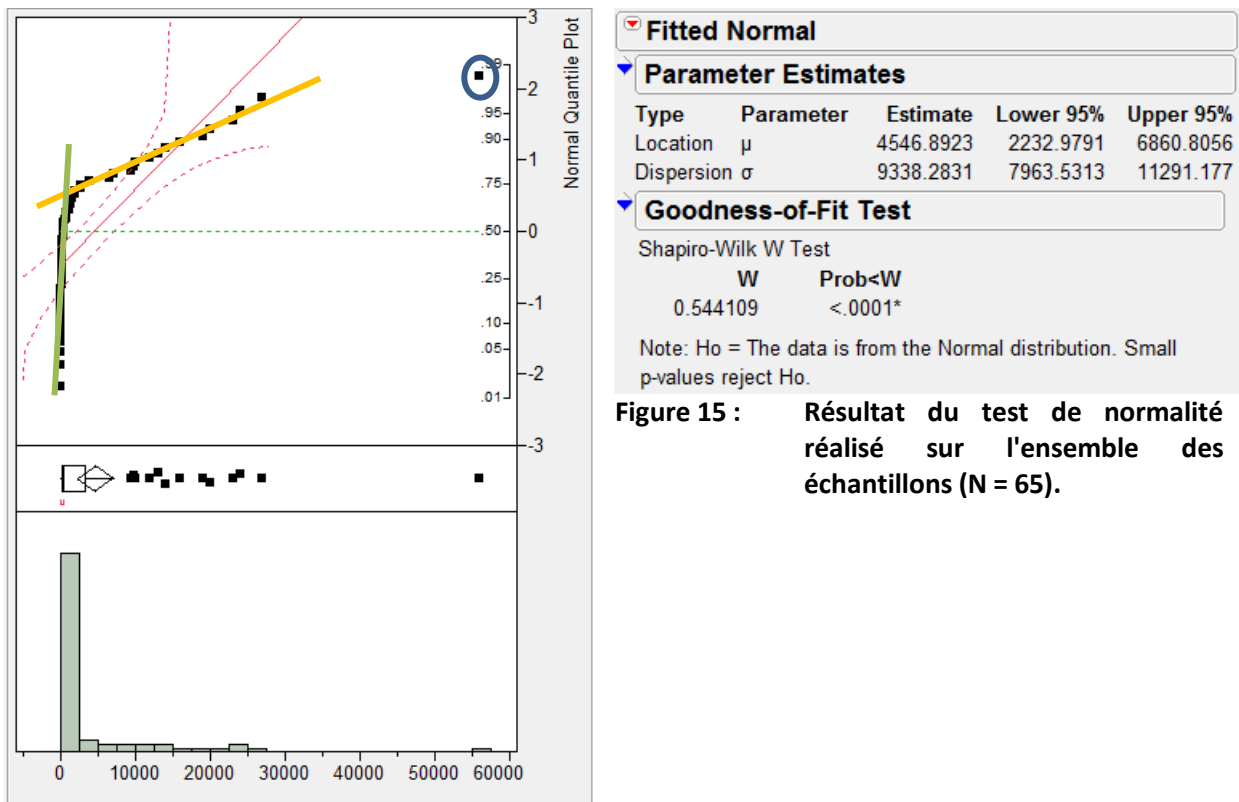 3
2
1
0
-1
-2
-3
.99
.95
.90
.75
.50
.25
.10
.05
.01
Normal Quantile Plot
μ
0 10000 20000 30000 40000 50000 60000
Fitted Normal
Parameter Estimates
Type Parameter Estimate Lower 95% Upper 95%
Location μ 4546.8923 2232.9791 6860.8056
Dispersion σ 9338.2831 7963.5313 11291.177
Goodness-of-Fit Test
Shapiro-Wilk W Test
W Prob<W
0.544109 <.0001*
Note: Ho = The data is from the Normal distribution. Small
p-values reject Ho.
Figure 15 : Résultat du test de normalité
réalisé sur l'ensemble des
échantillons (N = 65).